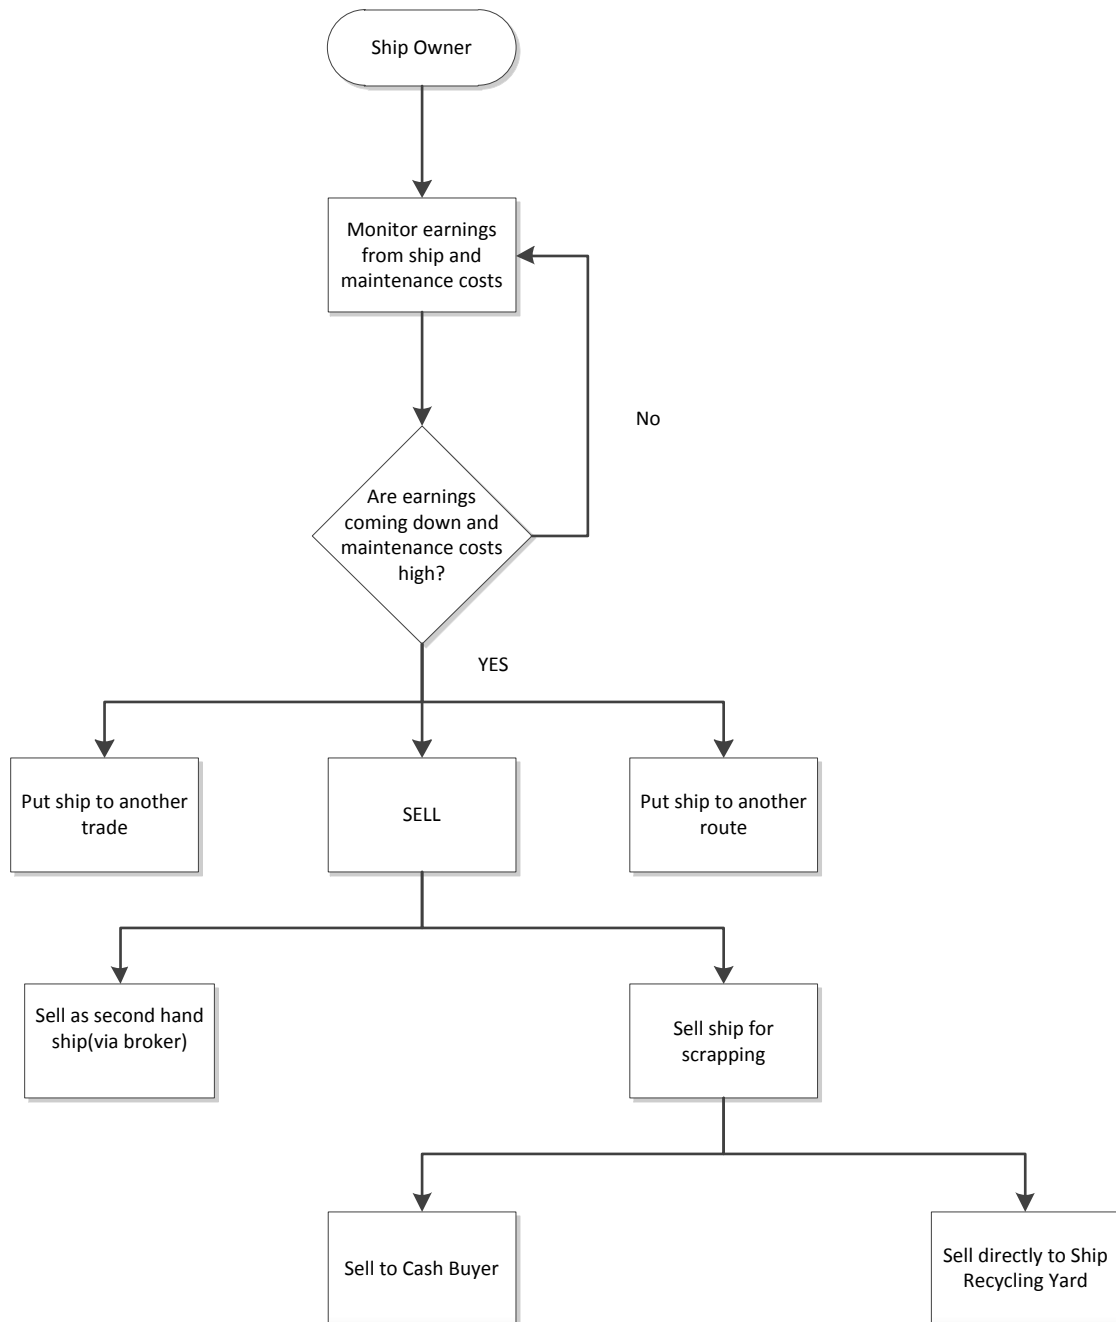 Ship Owner
Monitor earnings
from ship and
maintenance costs
No
Are earnings
coming down and
maintenance costs
high?
YES
Put ship to another
trade
SELL
Put ship to another
route
Sell as second hand
ship(via broker)
Sell ship for
scrapping
Sell to Cash Buyer
Sell directly to Ship
Recycling Yard